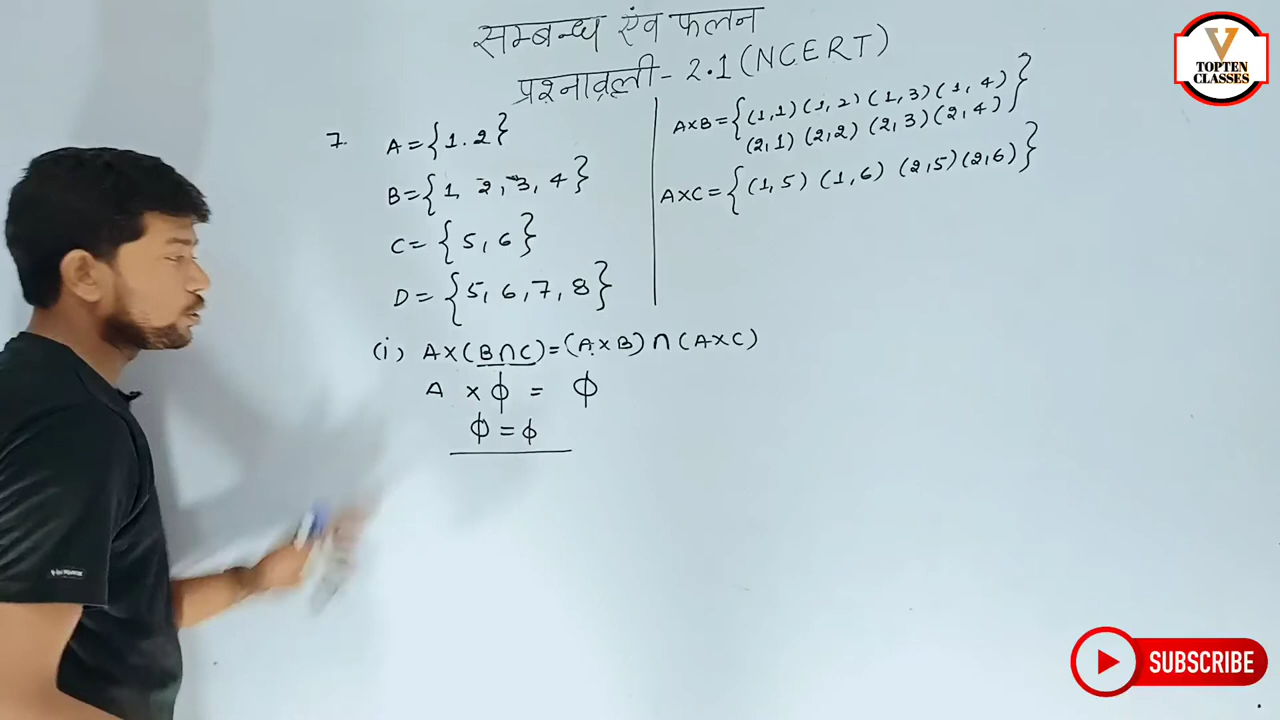 सम्बन्ध एंव फलन
प्रश्नावली - 2.1 (NCERT)
7. A = {1.2}
B = {1, 2, 3, 4}
C = {5, 6}
D = {5, 6, 7, 8}
A×B = {(1,1) (1,2) (1,3) (1,4)
(2,1) (2,2) (2,3) (2,4)}
A×C = {(1,5) (1,6) (2,5) (2,6)}
(i) A×(B∩C) = (A×B) ∩ (A×C)
A × ϕ = ϕ
ϕ = ϕ
V
TOPTEN
CLASSES
SUBSCRIBE